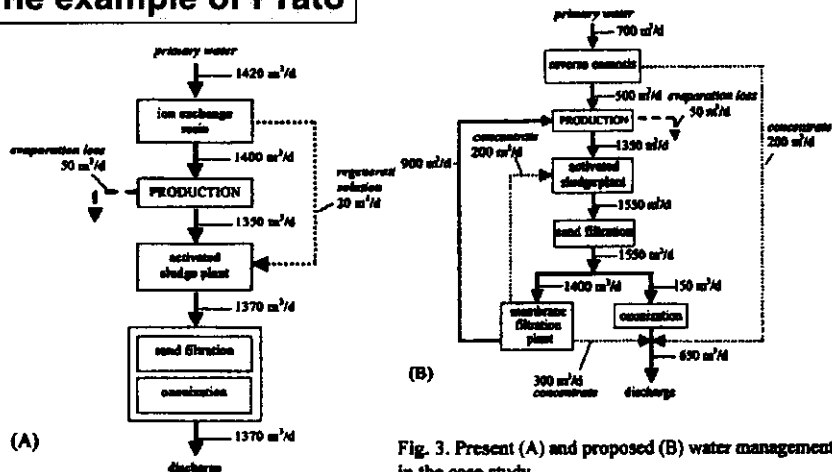 The example of Prato
primary water
1420 m³/d
ion exchange
resin
1400 m³/d
evaporation loss
50 m³/d
PRODUCTION
regenerant
solution
20 m³/d
1350 m³/d
activated
sludge plant
1370 m³/d
sand filtration
ozonization
1370 m³/d
discharge
(A)
primary water
700 m³/d
reverse osmosis
500 m³/d
evaporation loss
50 m³/d
PRODUCTION
concentrate
200 m³/d
900 m³/d
1350 m³/d
concentrate
200 m³/d
activated
sludge plant
1550 m³/d
sand filtration
1550 m³/d
1400 m³/d
150 m³/d
membrane
filtration
plant
ozonization
650 m³/d
300 m³/d
concentrate
discharge
(B)
Fig. 3. Present (A) and proposed (B) water management
in the case study